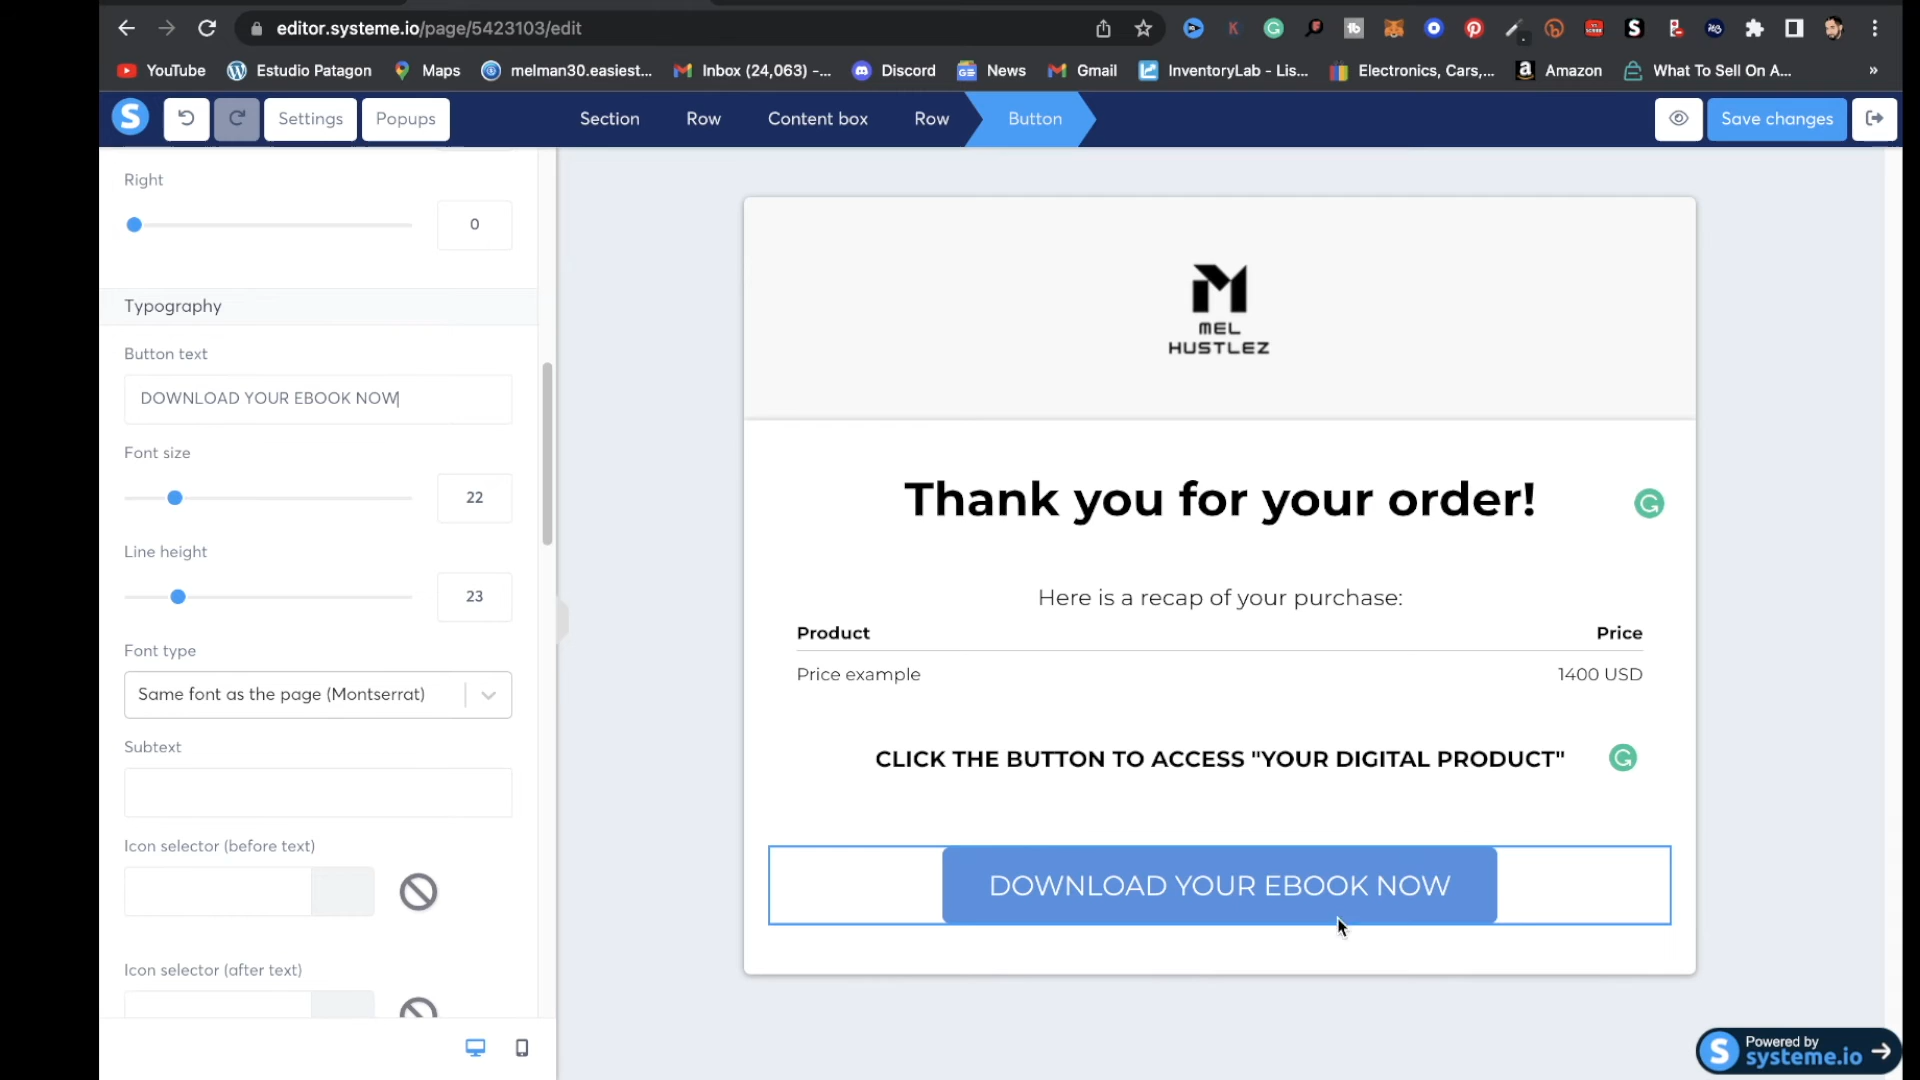 editor.systeme.io/page/5423103/edit
YouTube Estudio Patagon Maps melman30.easiest... Inbox (24,063) -... Discord News Gmail InventoryLab - Lis... Electronics, Cars,... Amazon What To Sell On A... »
S Settings Popups Section Row Content box Row Button Save changes
Right
0
Typography
Button text
DOWNLOAD YOUR EBOOK NOW
Font size
22
Line height
23
Font type
Same font as the page (Montserrat)
Subtext
Icon selector (before text)
Icon selector (after text)
MEL
HUSTLEZ
Thank you for your order!
Here is a recap of your purchase:
Product Price
Price example 1400 USD
CLICK THE BUTTON TO ACCESS "YOUR DIGITAL PRODUCT"
DOWNLOAD YOUR EBOOK NOW
Powered by
systeme.io